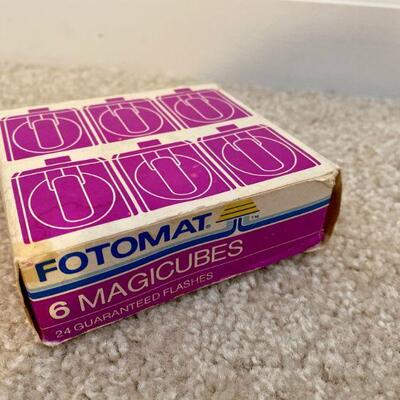 FOTOMAT® ™
6 MAGICUBES
24 GUARANTEED FLASHES